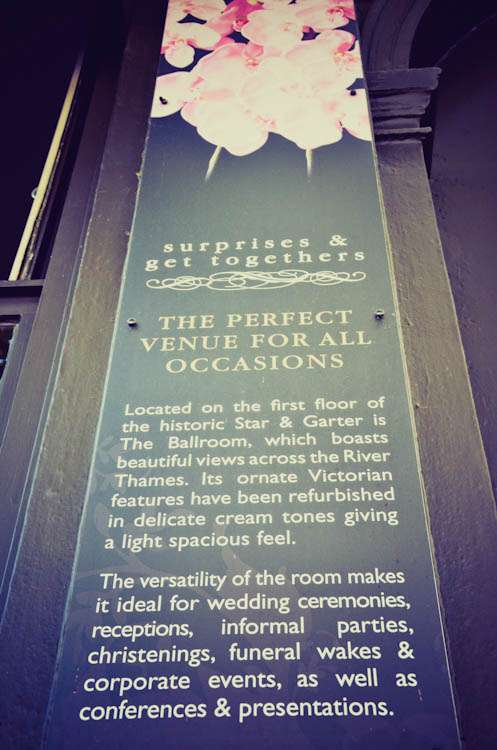 surprises &
get togethers
THE PERFECT
VENUE FOR ALL
OCCASIONS
Located on the first floor of
the historic Star & Garter is
The Ballroom, which boasts
beautiful views across the River
Thames. Its ornate Victorian
features have been refurbished
in delicate cream tones giving
a light spacious feel.
The versatility of the room makes
it ideal for wedding ceremonies,
receptions, informal parties,
christenings, funeral wakes &
corporate events, as well as
conferences & presentations.